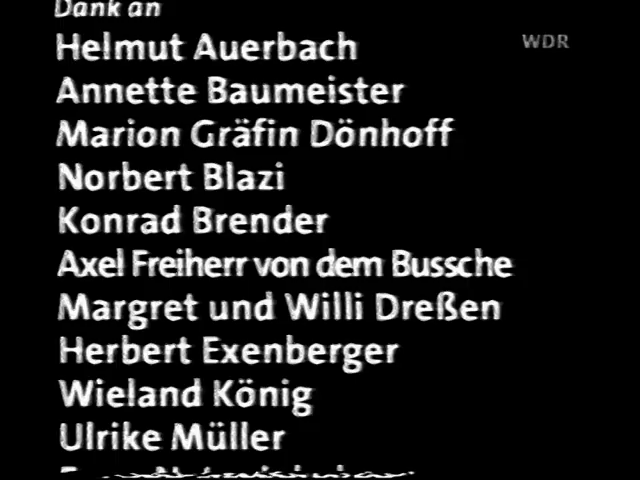 Dank an
Helmut Auerbach
WDR
Annette Baumeister
Marion Gräfin Dönhoff
Norbert Blazi
Konrad Brender
Axel Freiherr von dem Bussche
Margret und Willi Dreßen
Herbert Exenberger
Wieland König
Ulrike Müller